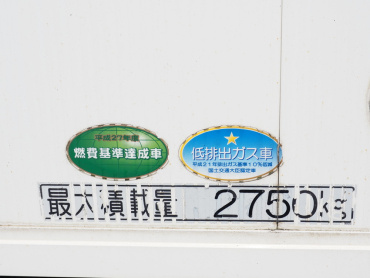 平成27年度
燃費基準達成車
低排出ガス車
平成21年排出ガス基準10%低減
国土交通大臣認定車
最大積載量 2750kg